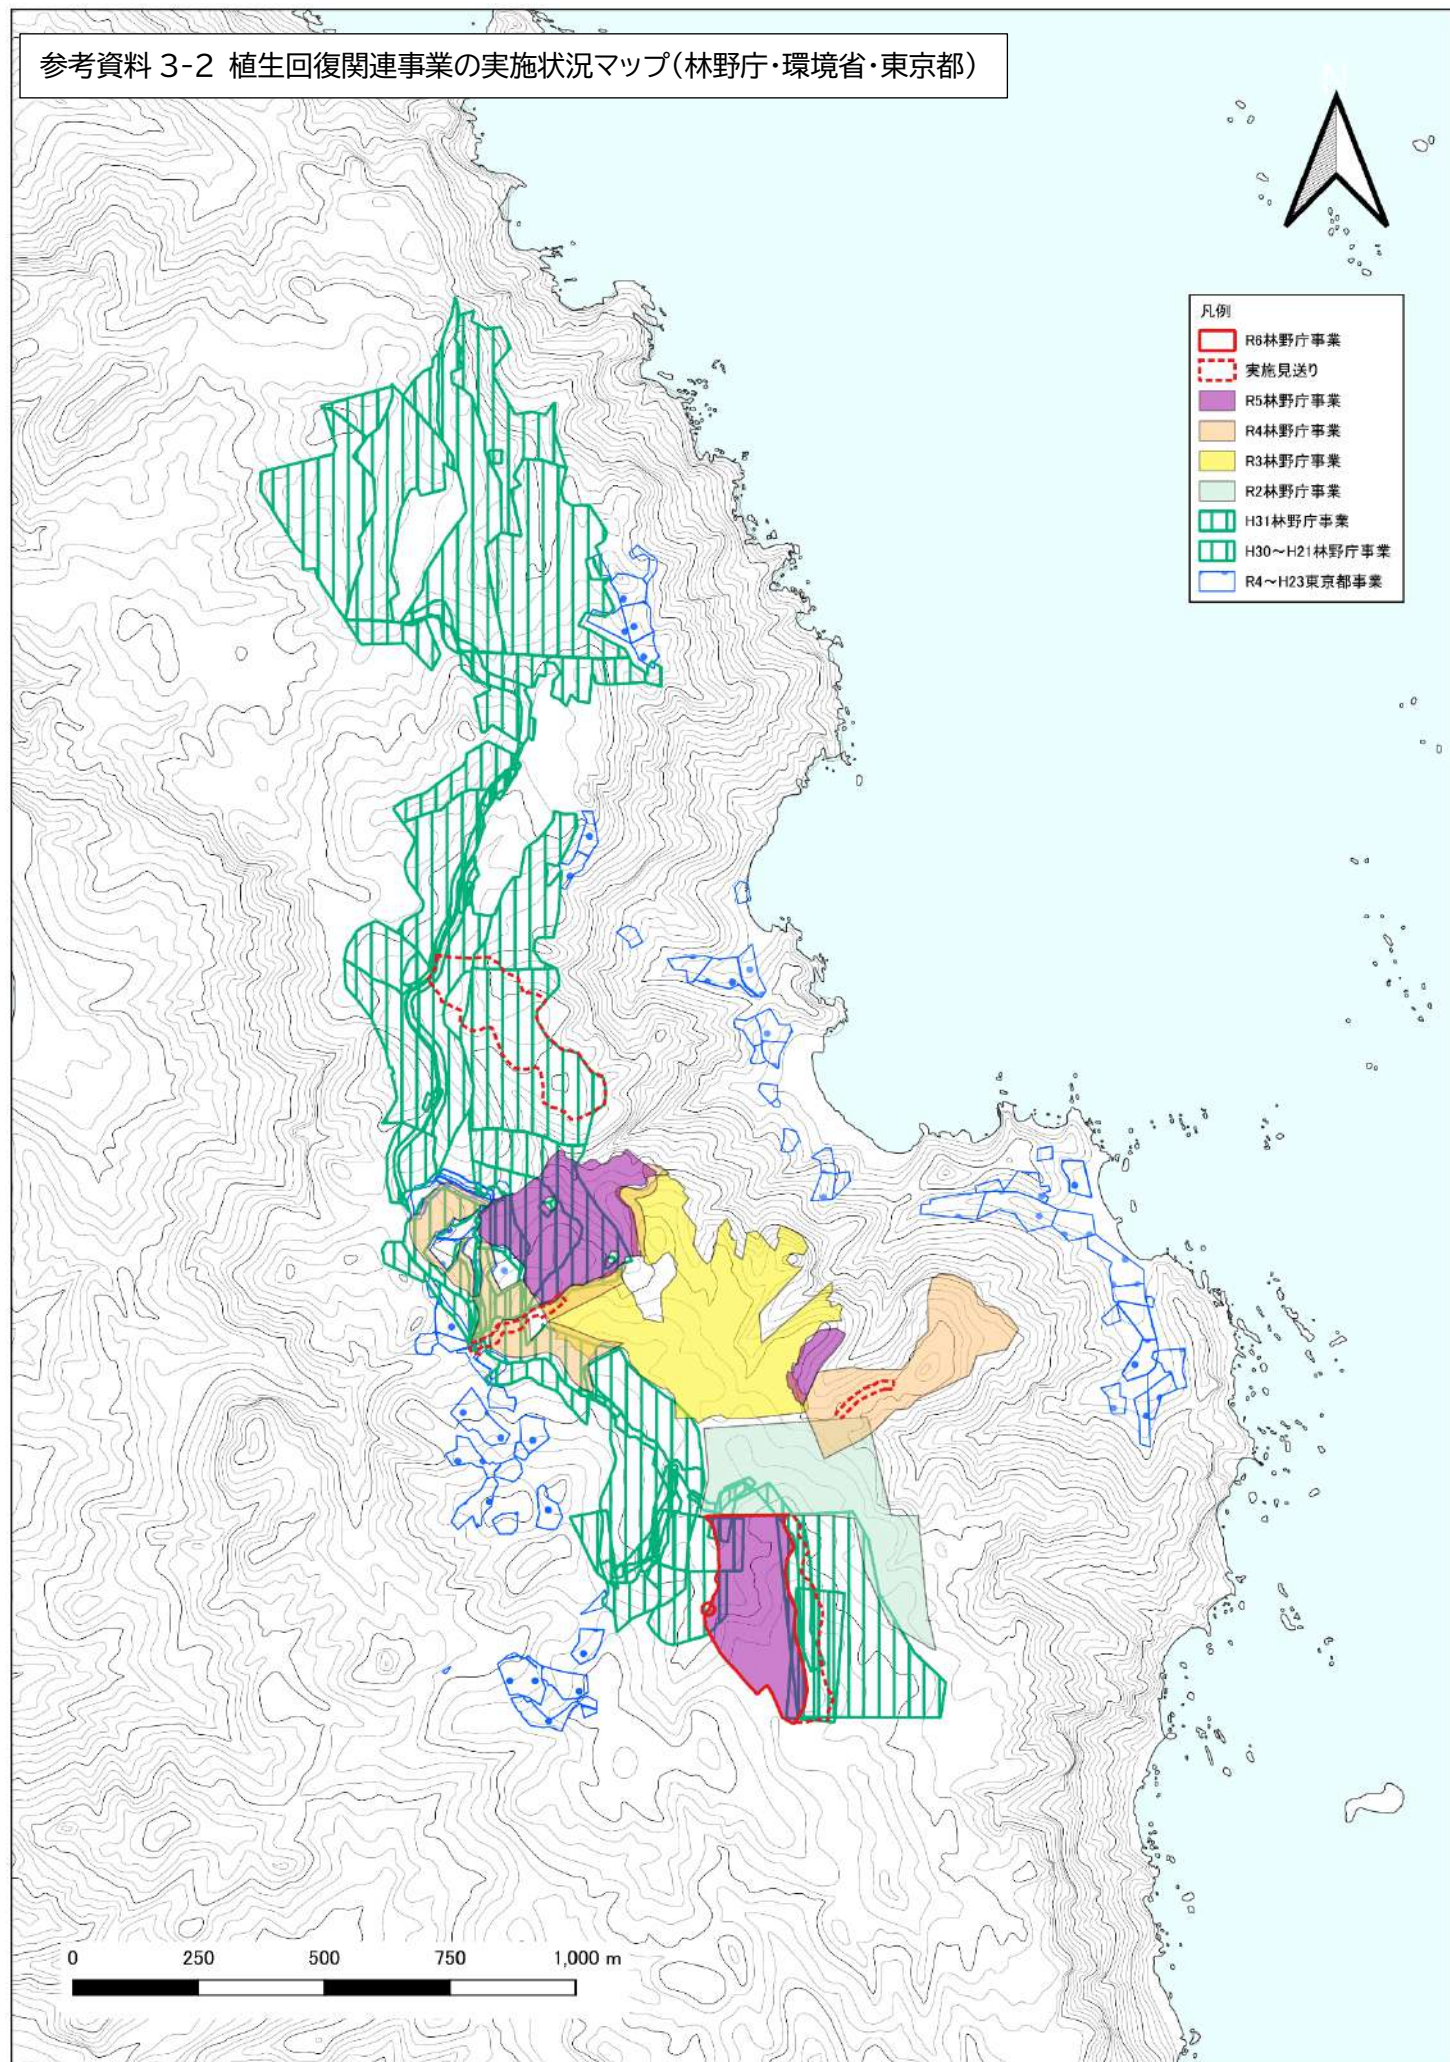 参考資料 3-2 植生回復関連事業の実施状況マップ(林野庁・環境省・東京都)
N
凡例
R6林野庁事業
実施見送り
R5林野庁事業
R4林野庁事業
R3林野庁事業
R2林野庁事業
H31林野庁事業
H30～H21林野庁事業
R4～H23東京都事業
0 250 500 750 1,000 m